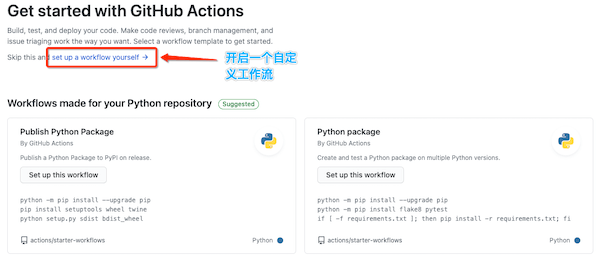 Get started with GitHub Actions
Build, test, and deploy your code. Make code reviews, branch management, and
issue triaging work the way you want. Select a workflow template to get started.
Skip this and set up a workflow yourself →
开启一个自定
义工作流
Workflows made for your Python repository Suggested
Publish Python Package
By GitHub Actions
Publish a Python Package to PyPI on release.
Set up this workflow
python -m pip install --upgrade pip
pip install setuptools wheel twine
python setup.py sdist bdist_wheel
actions/starter-workflows Python
Python package
By GitHub Actions
Create and test a Python package on multiple Python versions.
Set up this workflow
python -m pip install --upgrade pip
python -m pip install flake8 pytest
if [ -f requirements.txt ]; then pip install -r requirements.txt; fi
actions/starter-workflows Python